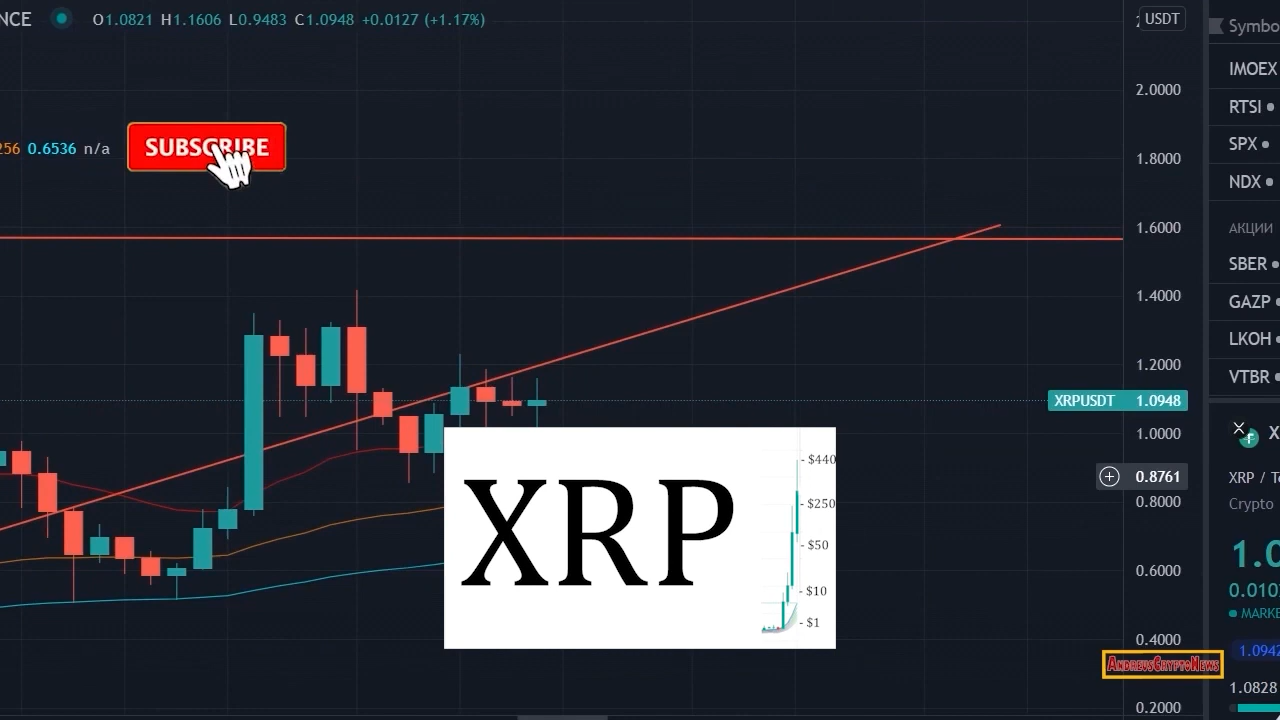 NCE O1.0821 H1.1606 L0.9483 C1.0948 +0.0127 (+1.17%)
USDT
Symbo
2.0000
IMOEX
RTSI
256 0.6536 n/a
SUBSCRIBE
1.8000
SPX
NDX
1.6000
АКЦИИ
SBER
1.4000
GAZP
LKOH
1.2000
VTBR
XRPUSDT 1.0948
1.0000
X
0.8761
XRP / Te
0.8000
Crypto
XRP
$440
$250
$50
$10
$1
1.0
0.6000
0.010
MARKE
0.4000
1.0942
ANDREUSCRYPTONEWS
1.0828
0.2000